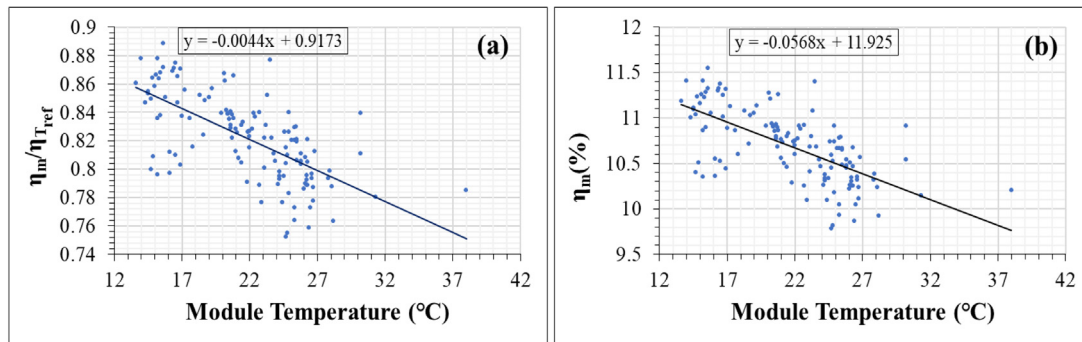 y = -0.0044x + 0.9173
(a)
0.9
0.88
0.86
0.84
0.82
0.8
0.78
0.76
0.74
ηm/ηTref
12 17 22 27 32 37 42
Module Temperature (°C)
y = -0.0568x + 11.925
(b)
12
11.5
11
10.5
10
9.5
ηm(%)
12 17 22 27 32 37 42
Module Temperature (°C)